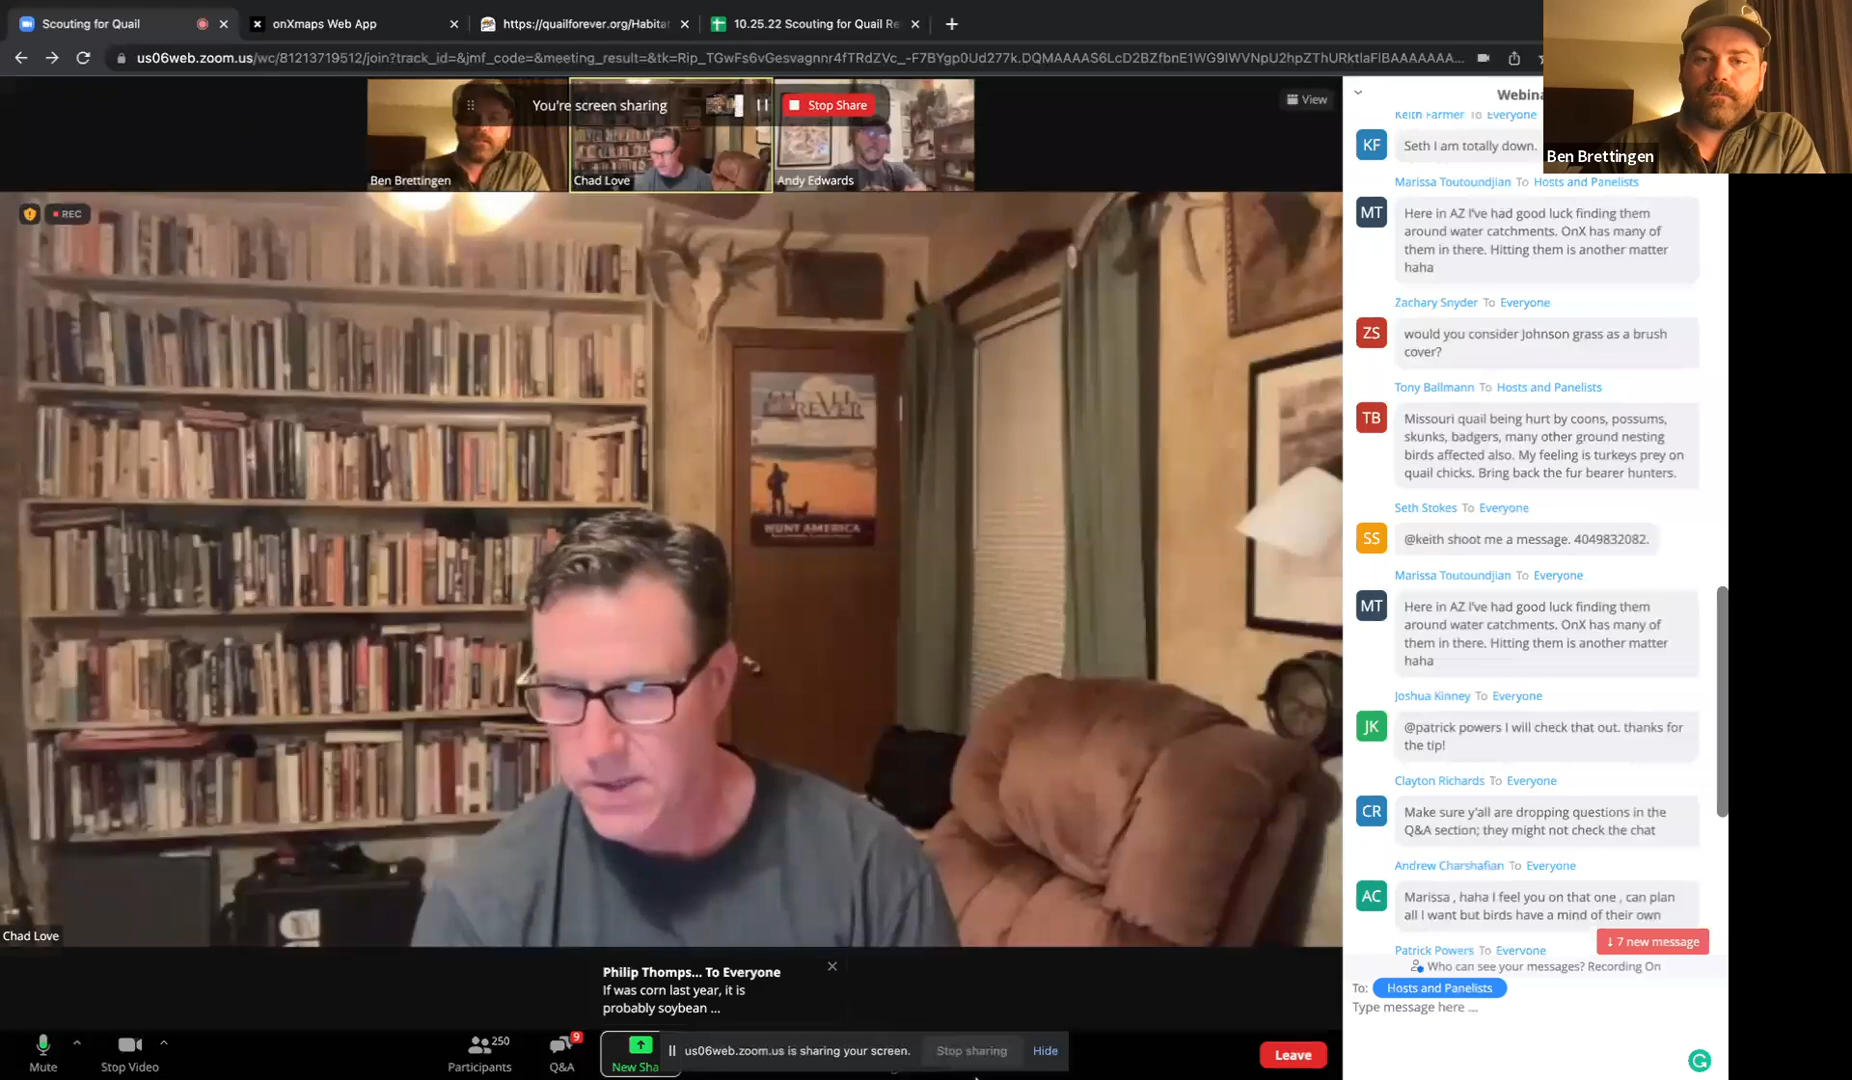 Scouting for Quail
onXmaps Web App
https://quailforever.org/Habita
10.25.22 Scouting for Quail Re
us06web.zoom.us/wc/81213719512/join?track_id=&jmf_code=&meeting_result=&tk=Rip_TGwFs6vGesvagnnr4fTRdZVc_-F7BYgp0Ud277k.DQMAAAAS6LcD2BZfbnE1WG9IWVNpU2hpZThURktlaFlBAAAAAAA...
You're screen sharing
Stop Share
View
Ben Brettingen
Chad Love
Andy Edwards
REC
Webina
Ben Brettingen
Keith Farmer To Everyone
KF
Seth I am totally down.
Marissa Toutoundjian To Hosts and Panelists
MT
Here in AZ I've had good luck finding them
around water catchments. OnX has many of
them in there. Hitting them is another matter
haha
Zachary Snyder To Everyone
ZS
would you consider Johnson grass as a brush
cover?
Tony Ballmann To Hosts and Panelists
TB
Missouri quail being hurt by coons, possums,
skunks, badgers, many other ground nesting
birds affected also. My feeling is turkeys prey on
quail chicks. Bring back the fur bearer hunters.
Seth Stokes To Everyone
SS
@keith shoot me a message. 4049832082.
Marissa Toutoundjian To Everyone
MT
Here in AZ I've had good luck finding them
around water catchments. OnX has many of
them in there. Hitting them is another matter
haha
Joshua Kinney To Everyone
JK
@patrick powers I will check that out. thanks for
the tip!
Clayton Richards To Everyone
CR
Make sure y'all are dropping questions in the
Q&A section; they might not check the chat
Andrew Charshafian To Everyone
AC
Marissa , haha I feel you on that one , can plan
all I want but birds have a mind of their own
Patrick Powers To Everyone
↓ 7 new message
Who can see your messages? Recording On
To: Hosts and Panelists
Type message here ...
FOREVER
HUNT AMERICA
Chad Love
Philip Thomps... To Everyone
If was corn last year, it is
probably soybean ...
Mute
Stop Video
250
Participants
9
Q&A
New Sha
us06web.zoom.us is sharing your screen.
Stop sharing
Hide
Leave